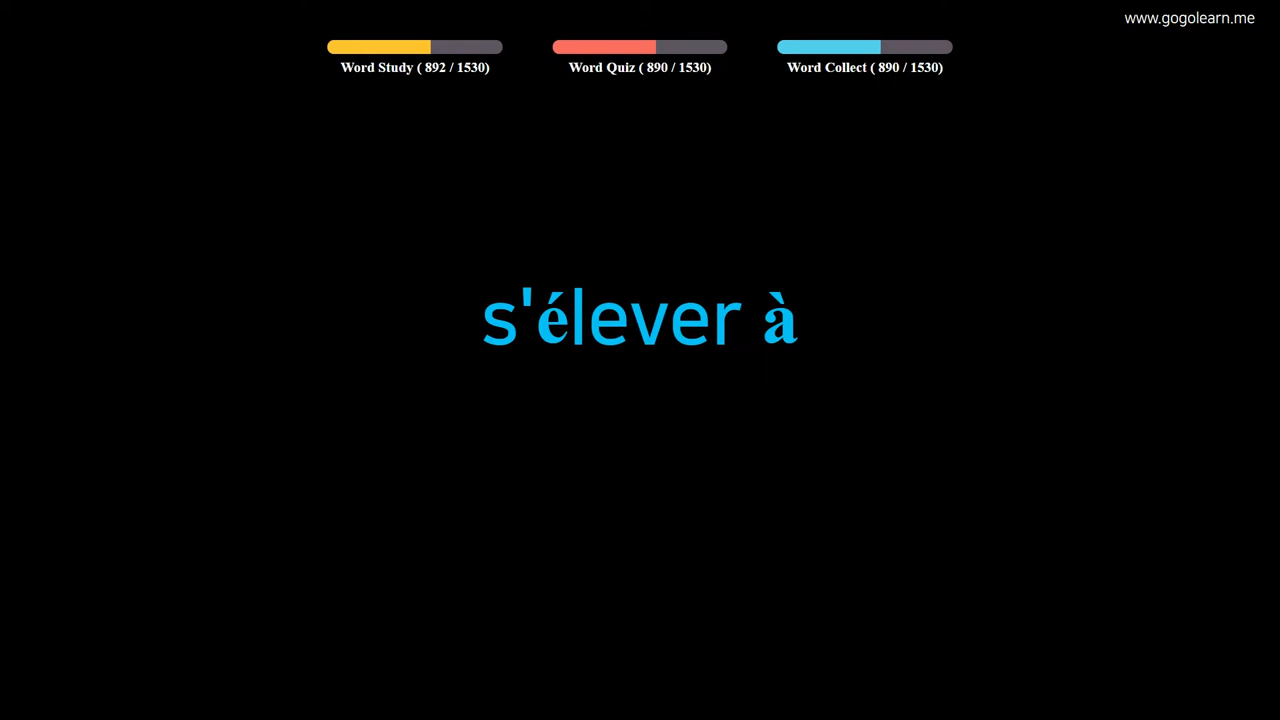 www.gogolearn.me
Word Study ( 892 / 1530)
Word Quiz ( 890 / 1530)
Word Collect ( 890 / 1530)
s'élever à